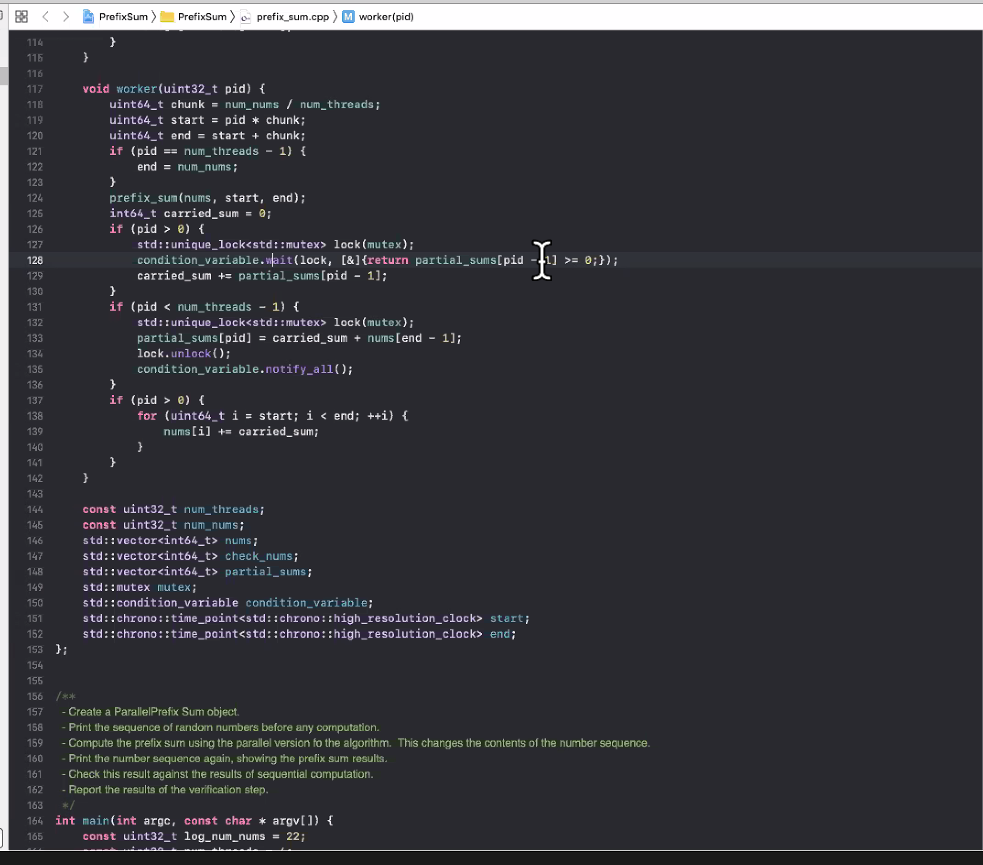 PrefixSum 〉 PrefixSum 〉 prefix_sum.cpp 〉 M worker(pid)
114 }
115 }
116
117 void worker(uint32_t pid) {
118 uint64_t chunk = num_nums / num_threads;
119 uint64_t start = pid * chunk;
120 uint64_t end = start + chunk;
121 if (pid == num_threads - 1) {
122 end = num_nums;
123 }
124 prefix_sum(nums, start, end);
125 int64_t carried_sum = 0;
126 if (pid > 0) {
127 std::unique_lock<std::mutex> lock(mutex);
128 condition_variable.wait(lock, [&]{return partial_sums[pid - 1] >= 0;});
129 carried_sum += partial_sums[pid - 1];
130 }
131 if (pid < num_threads - 1) {
132 std::unique_lock<std::mutex> lock(mutex);
133 partial_sums[pid] = carried_sum + nums[end - 1];
134 lock.unlock();
135 condition_variable.notify_all();
136 }
137 if (pid > 0) {
138 for (uint64_t i = start; i < end; ++i) {
139 nums[i] += carried_sum;
140 }
141 }
142 }
143
144 const uint32_t num_threads;
145 const uint32_t num_nums;
146 std::vector<int64_t> nums;
147 std::vector<int64_t> check_nums;
148 std::vector<int64_t> partial_sums;
149 std::mutex mutex;
150 std::condition_variable condition_variable;
151 std::chrono::time_point<std::chrono::high_resolution_clock> start;
152 std::chrono::time_point<std::chrono::high_resolution_clock> end;
153 };
154
155
156 /**
157 - Create a ParallelPrefix Sum object.
158 - Print the sequence of random numbers before any computation.
159 - Compute the prefix sum using the parallel version fo the algorithm. This changes the contents of the number sequence.
160 - Print the number sequence again, showing the prefix sum results.
161 - Check this result against the results of sequential computation.
162 - Report the results of the verification step.
163 */
164 int main(int argc, const char * argv[]) {
165 const uint32_t log_num_nums = 22;